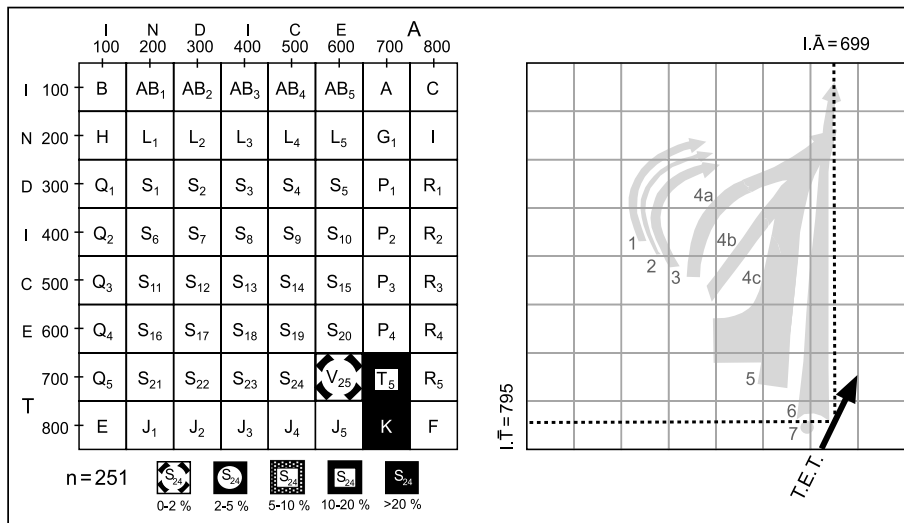 I N D I C E A
100 200 300 400 500 600 700 800
I 100 B AB₁ AB₂ AB₃ AB₄ AB₅ A C
N 200 H L₁ L₂ L₃ L₄ L₅ G₁ I
D 300 Q₁ S₁ S₂ S₃ S₄ S₅ P₁ R₁
I 400 Q₂ S₆ S₇ S₈ S₉ S₁₀ P₂ R₂
C 500 Q₃ S₁₁ S₁₂ S₁₃ S₁₄ S₁₅ P₃ R₃
E 600 Q₄ S₁₆ S₁₇ S₁₈ S₁₉ S₂₀ P₄ R₄
700 Q₅ S₂₁ S₂₂ S₂₃ S₂₄ V₂₅ T₅ R₅
T
800 E J₁ J₂ J₃ J₄ J₅ K F
n=251 S₂₄ S₂₄ S₂₄ S₂₄ S₂₄
0-2 % 2-5 % 5-10 % 10-20 % >20 %
I.Ā=699
4a
1 2 3 4b 4c
5
6
7
I.T̄=795
T.E.T.